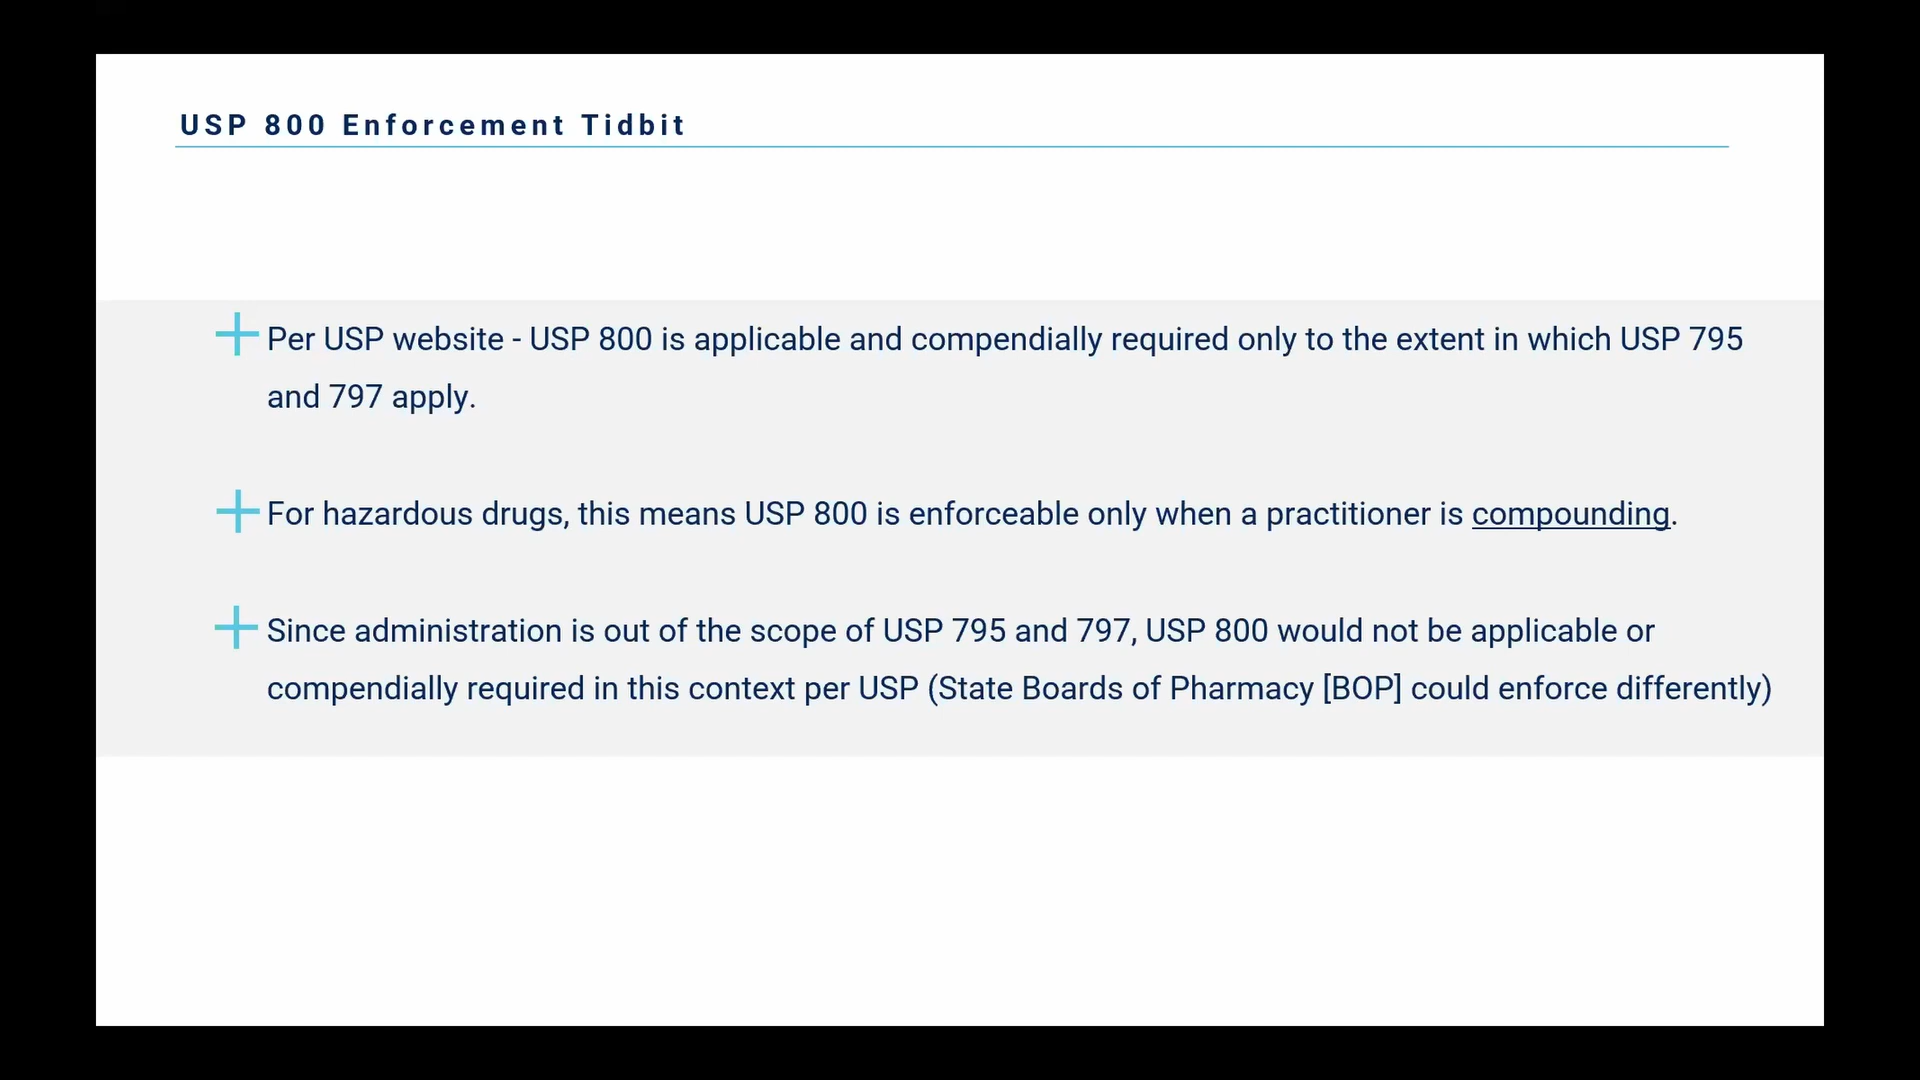 USP 800 Enforcement Tidbit
Per USP website - USP 800 is applicable and compendially required only to the extent in which USP 795
and 797 apply.
For hazardous drugs, this means USP 800 is enforceable only when a practitioner is compounding.
Since administration is out of the scope of USP 795 and 797, USP 800 would not be applicable or
compendially required in this context per USP (State Boards of Pharmacy [BOP] could enforce differently)